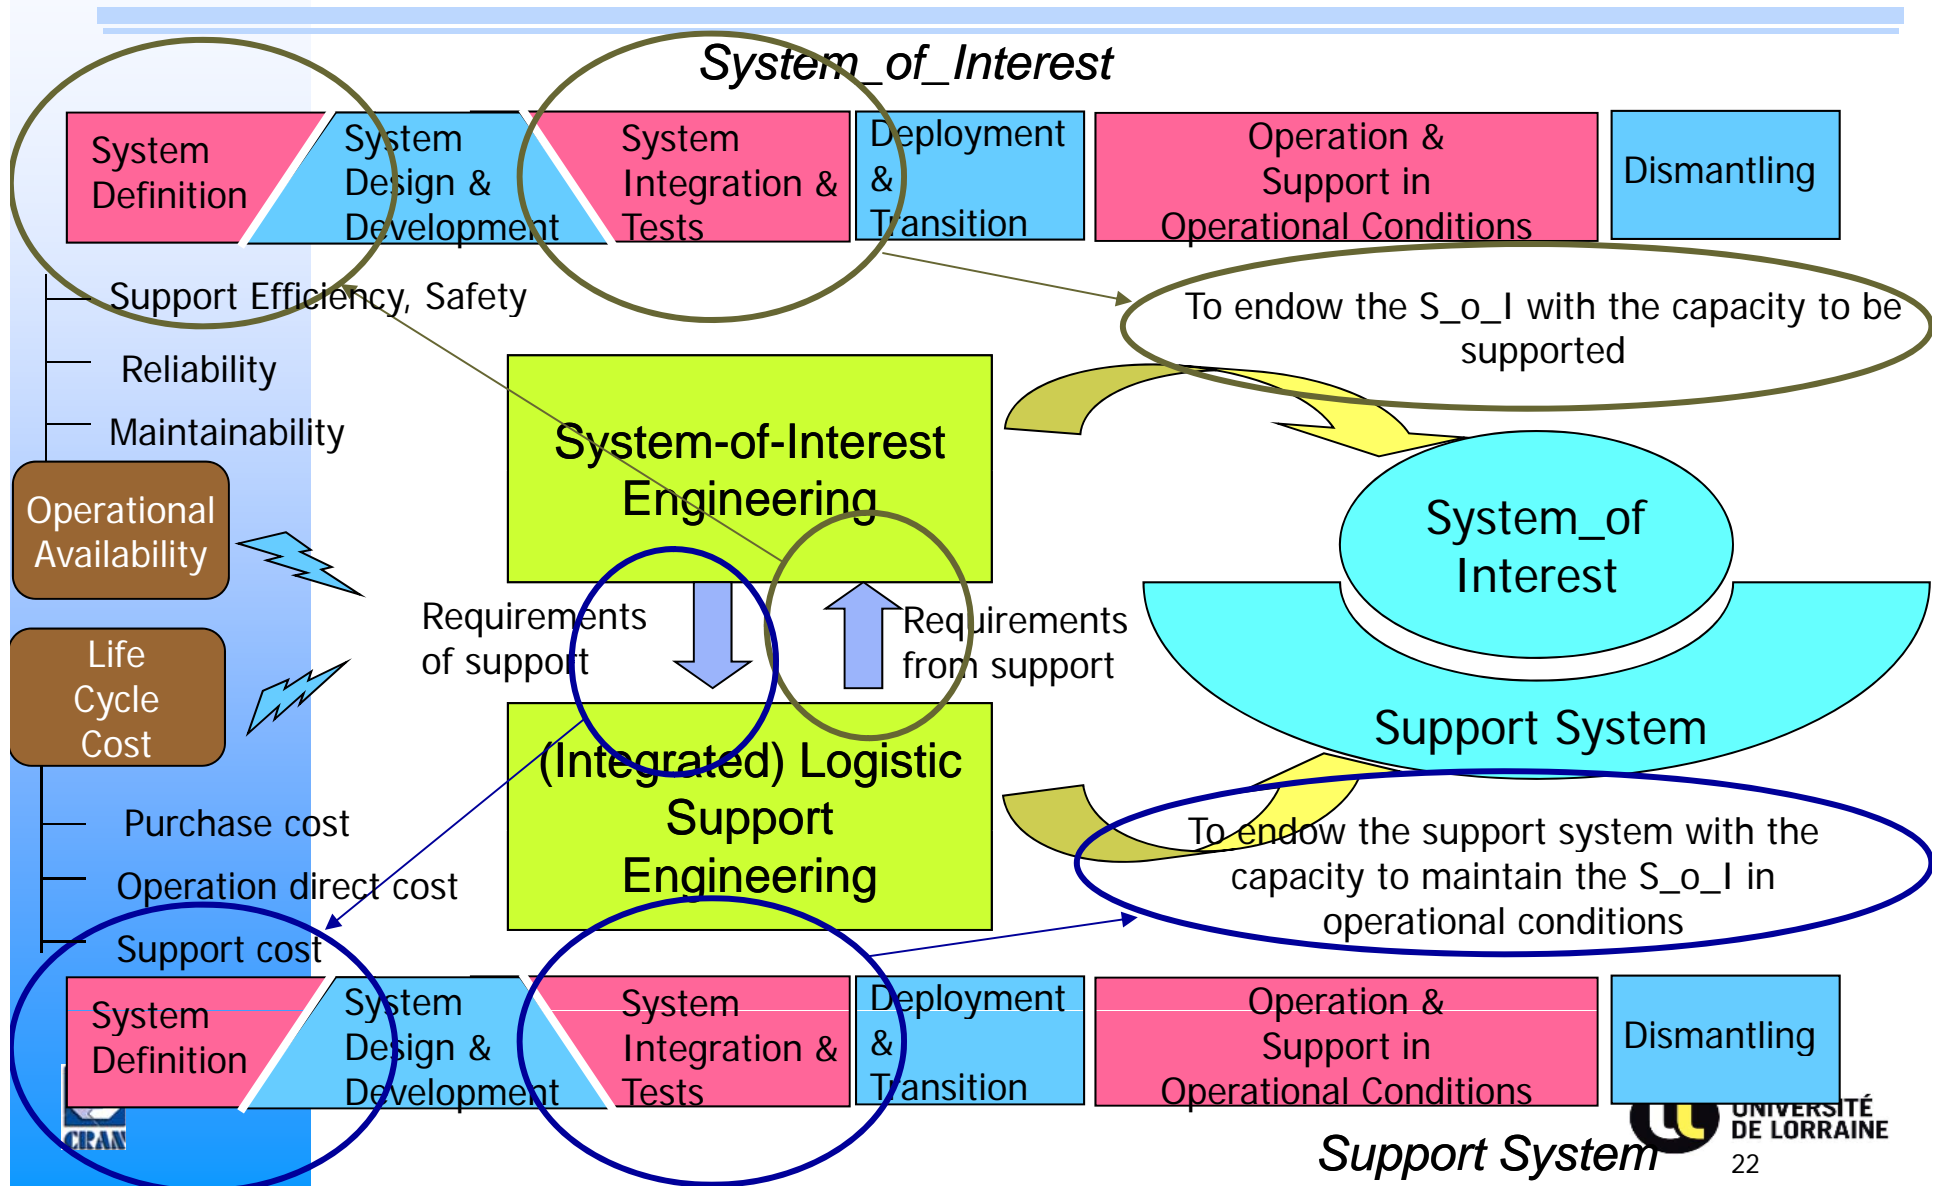 System_of_Interest
System
Definition
System
Design &
Development
System
Integration &
Tests
Deployment
&
Transition
Operation &
Support in
Operational Conditions
Dismantling
Support Efficiency, Safety
Reliability
Maintainability
Operational
Availability
Life
Cycle
Cost
Purchase cost
Operation direct cost
Support cost
System-of-Interest
Engineering
Requirements
of support
Requirements
from support
(Integrated) Logistic
Support
Engineering
To endow the S_o_I with the capacity to be
supported
System_of
Interest
Support System
To endow the support system with the
capacity to maintain the S_o_I in
operational conditions
System
Definition
System
Design &
Development
System
Integration &
Tests
Deployment
&
Transition
Operation &
Support in
Operational Conditions
Dismantling
CRAN
Support System
UNIVERSITÉ
DE LORRAINE
22